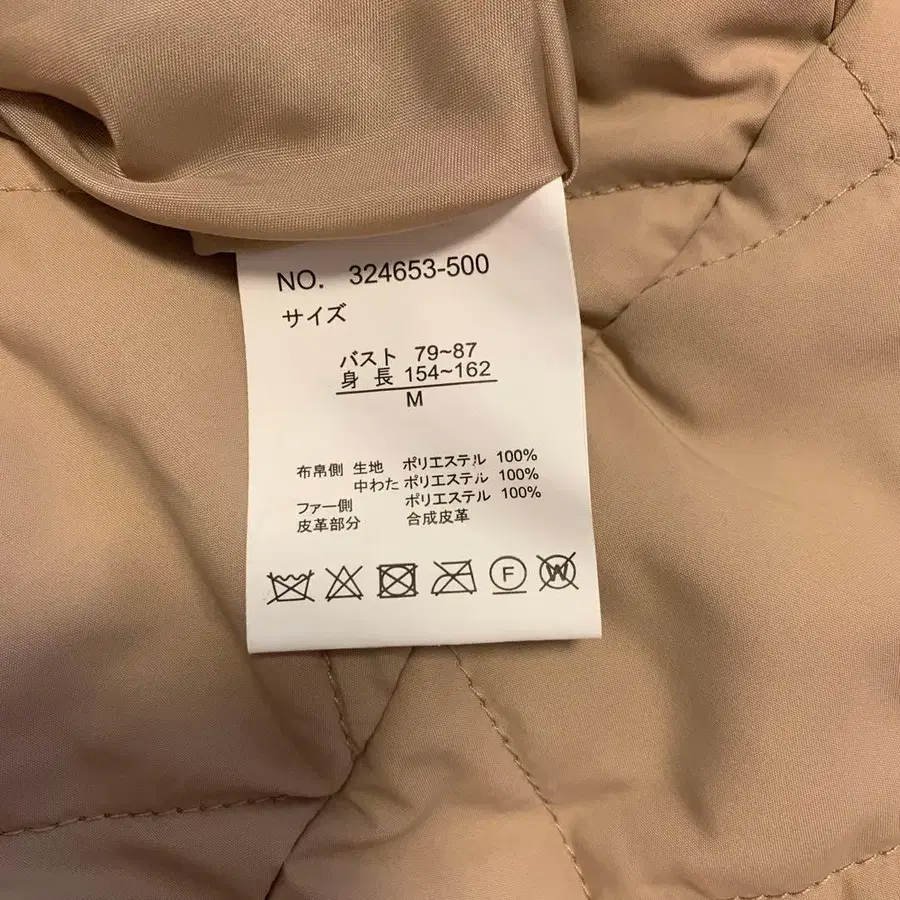 NO. 324653-500
サイズ
バスト 79~87
身長 154~162
M
布帛側 生地 ポリエステル 100%
中わた ポリエステル 100%
ファー側 ポリエステル 100%
皮革部分 合成皮革
F W